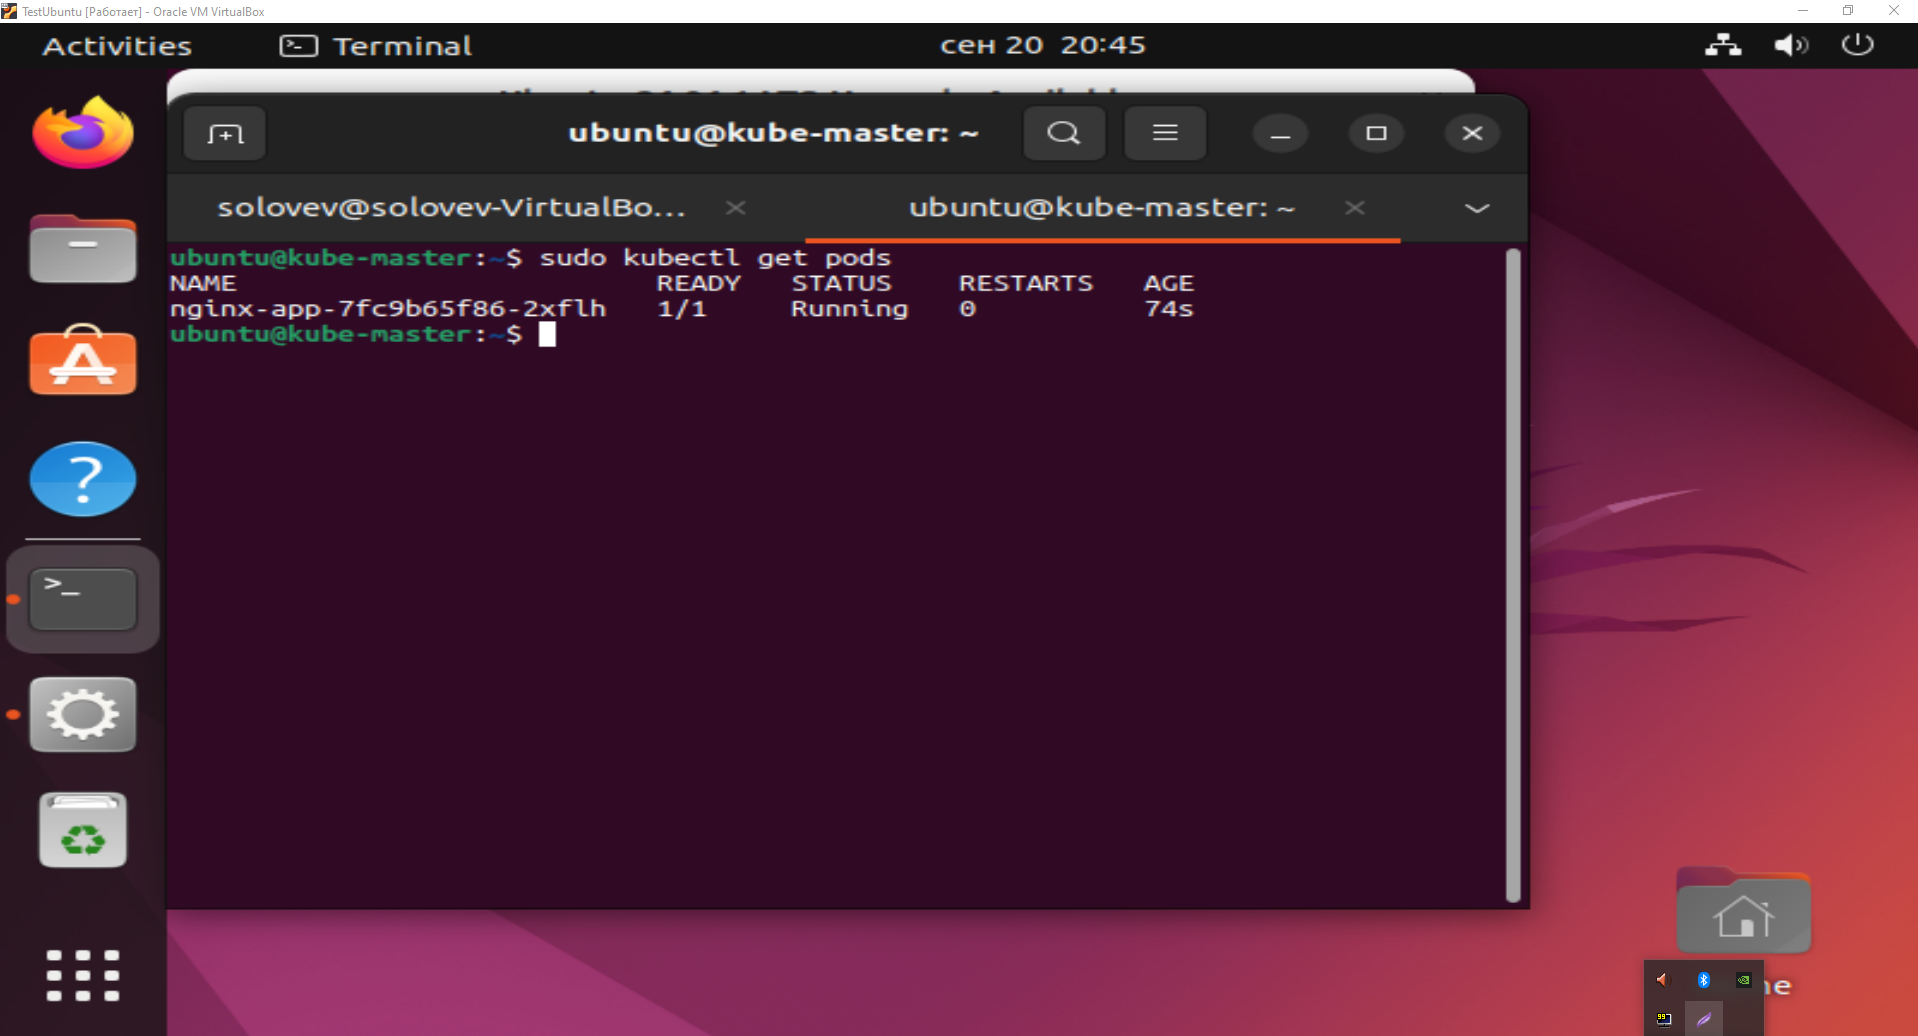 TestUbuntu [Работает] - Oracle VM VirtualBox
Activities Terminal сен 20 20:45
ubuntu@kube-master: ~
solovev@solovev-VirtualBo... ubuntu@kube-master: ~
ubuntu@kube-master:~$ sudo kubectl get pods
NAME READY STATUS RESTARTS AGE
nginx-app-7fc9b65f86-2xflh 1/1 Running 0 74s
ubuntu@kube-master:~$